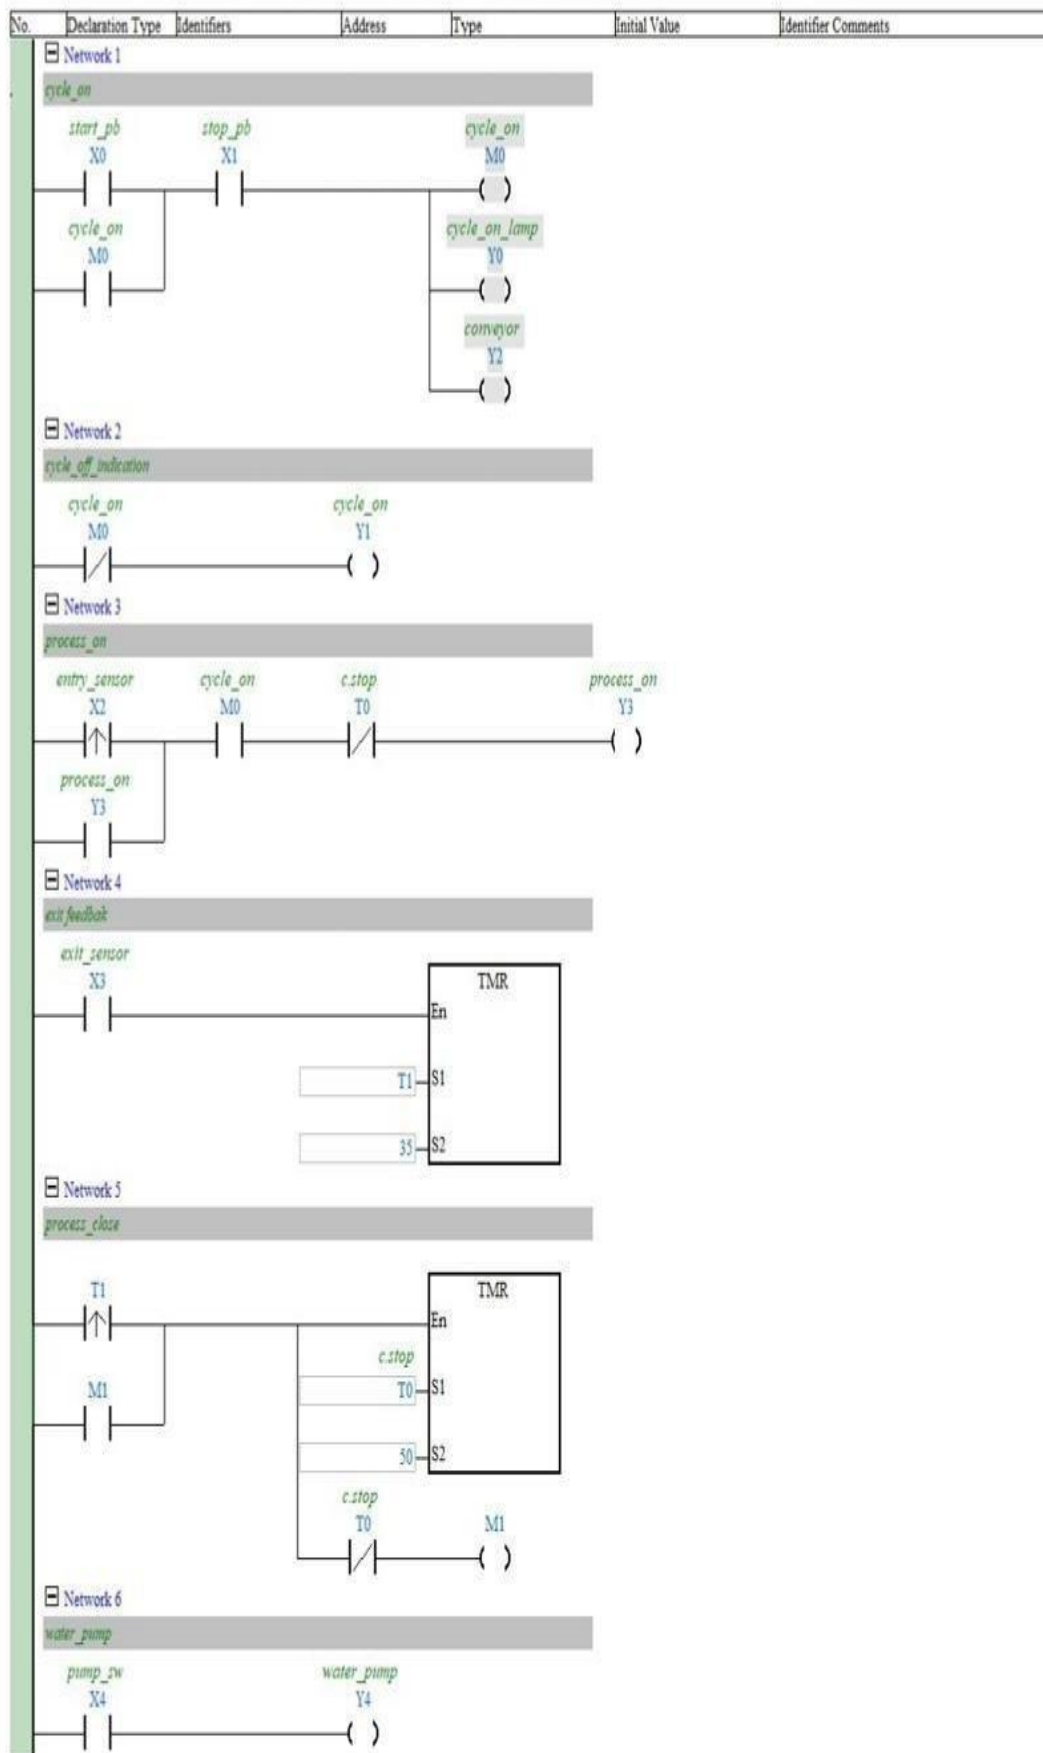 No. Declaration Type Identifiers Address Type Initial Value Identifier Comments
Network 1
cycle_on
start_pb stop_pb cycle_on
X0 X1 M0
cycle_on cycle_on_lamp
M0 Y0
conveyor
Y2
Network 2
cycle_off_indication
cycle_on cycle_on
M0 Y1
Network 3
process_on
entry_sensor cycle_on c.stop process_on
X2 M0 T0 Y3
process_on
Y3
Network 4
exit feedbak
exit_sensor
X3 TMR
En
T1 S1
35 S2
Network 5
process_close
T1 TMR
En
c.stop
M1 T0 S1
50 S2
c.stop
T0 M1
Network 6
water_pump
pump_sw water_pump
X4 Y4